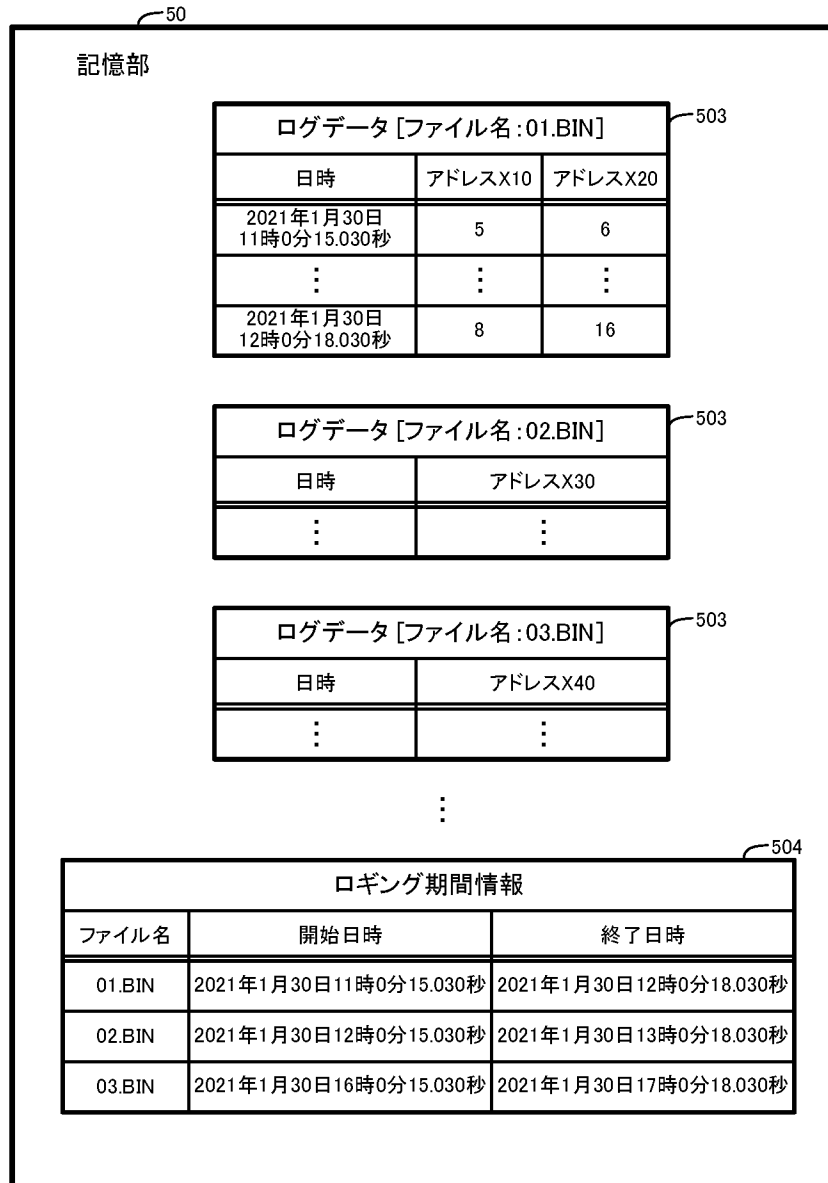 50
記憶部
503
ログデータ[ファイル名:01.BIN]
日時 アドレスX10 アドレスX20
2021年1月30日
11時0分15.030秒 5 6
⋮ ⋮ ⋮
2021年1月30日
12時0分18.030秒 8 16
503
ログデータ[ファイル名:02.BIN]
日時 アドレスX30
⋮ ⋮
503
ログデータ[ファイル名:03.BIN]
日時 アドレスX40
⋮ ⋮
⋮
504
ロギング期間情報
ファイル名 開始日時 終了日時
01.BIN 2021年1月30日11時0分15.030秒 2021年1月30日12時0分18.030秒
02.BIN 2021年1月30日12時0分15.030秒 2021年1月30日13時0分18.030秒
03.BIN 2021年1月30日16時0分15.030秒 2021年1月30日17時0分18.030秒